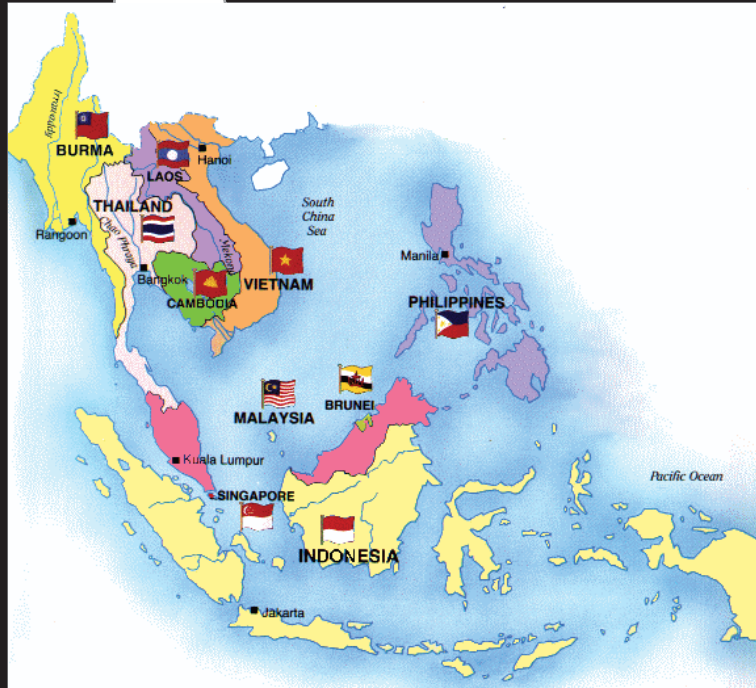 Irrawaddy
BURMA
Hanoi
LAOS
THAILAND
South
China
Sea
Rangoon
Chao Phraya
Mekong
Manila
Bangkok
VIETNAM
CAMBODIA
PHILIPPINES
BRUNEI
MALAYSIA
Kuala Lumpur
Pacific Ocean
SINGAPORE
INDONESIA
Jakarta